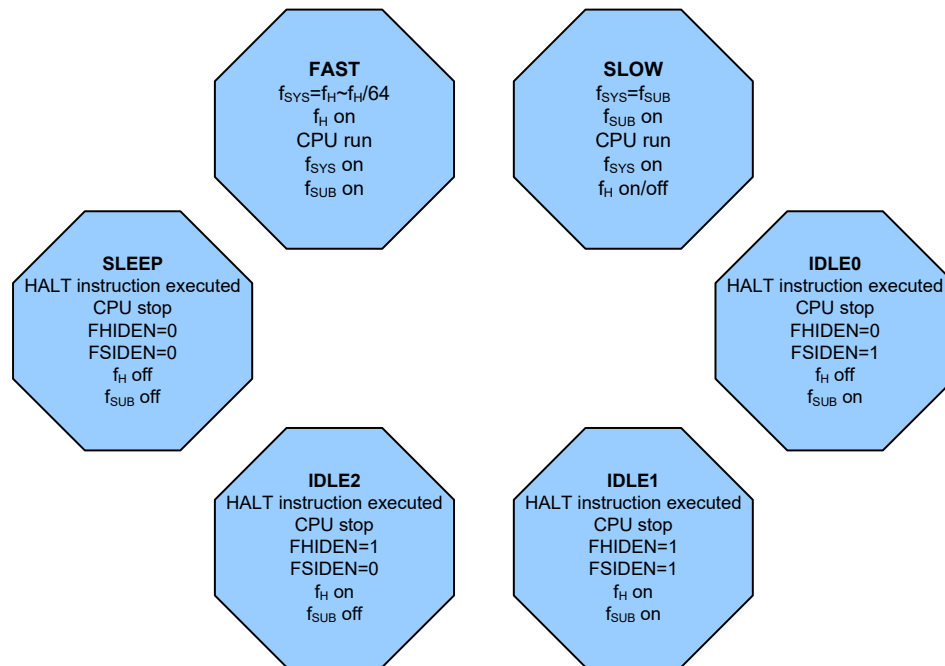 FAST
fSYS=fH~fH/64
fH on
CPU run
fSYS on
fSUB on
SLOW
fSYS=fSUB
fSUB on
CPU run
fSYS on
fH on/off
SLEEP
HALT instruction executed
CPU stop
FHIDEN=0
FSIDEN=0
fH off
fSUB off
IDLE0
HALT instruction executed
CPU stop
FHIDEN=0
FSIDEN=1
fH off
fSUB on
IDLE2
HALT instruction executed
CPU stop
FHIDEN=1
FSIDEN=0
fH on
fSUB off
IDLE1
HALT instruction executed
CPU stop
FHIDEN=1
FSIDEN=1
fH on
fSUB on